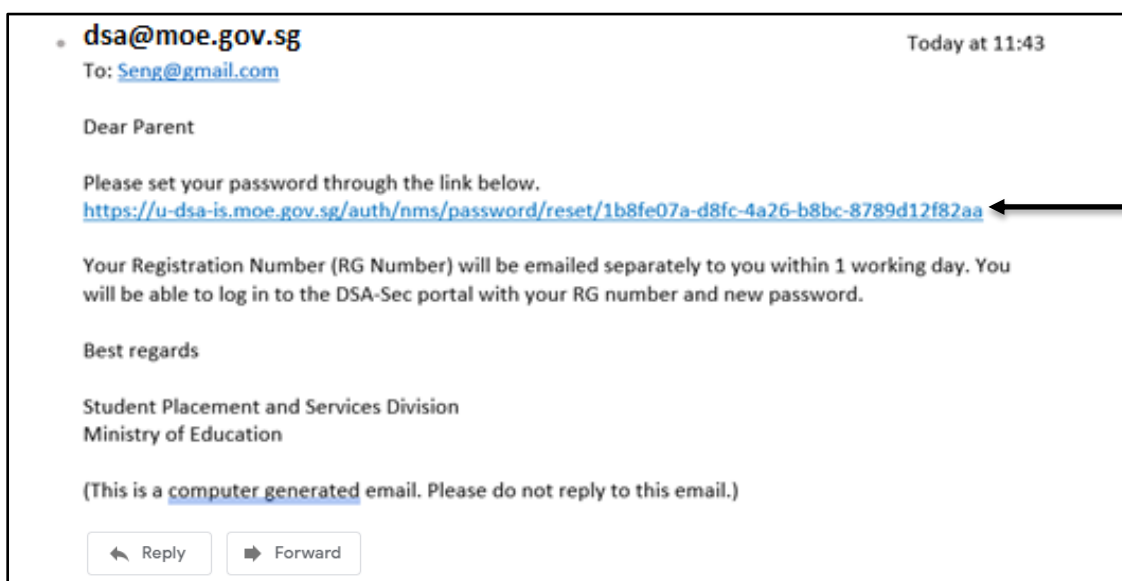 dsa@moe.gov.sg
Today at 11:43
To: Seng@gmail.com
Dear Parent
Please set your password through the link below.
https://u-dsa-is.moe.gov.sg/auth/nms/password/reset/1b8fe07a-d8fc-4a26-b8bc-8789d12f82aa
Your Registration Number (RG Number) will be emailed separately to you within 1 working day. You
will be able to log in to the DSA-Sec portal with your RG number and new password.
Best regards
Student Placement and Services Division
Ministry of Education
(This is a computer generated email. Please do not reply to this email.)
Reply
Forward